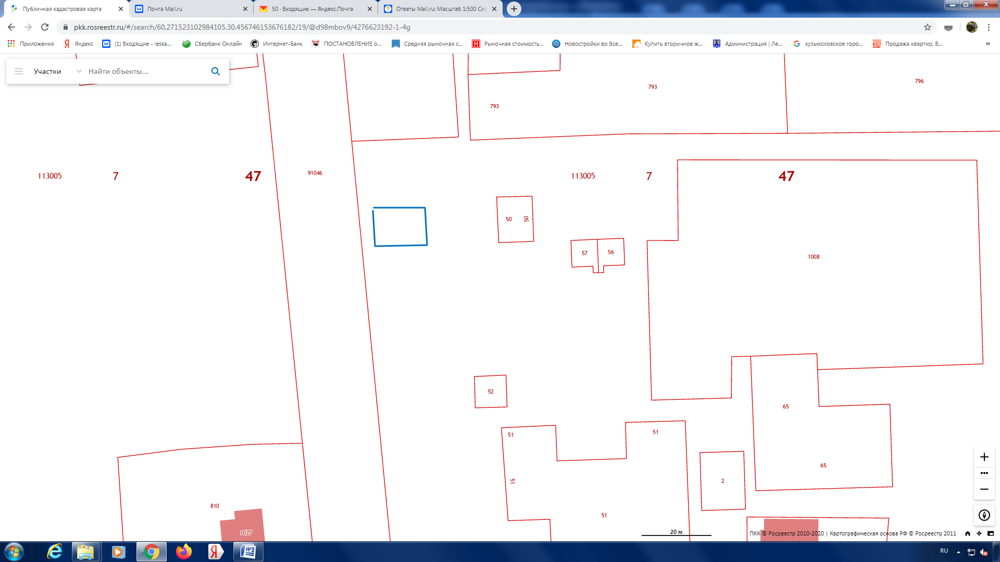 Публичная кадастровая карта
Почта Mail.ru
50 · Входящие — Яндекс.Почта
Ответы Mail.ru: Масштаб 1:500 Ско
pkk.rosreestr.ru/#/search/60.271523102984105,30.456746153676182/19/@d98mbov9/4276623192-1-4g
Приложения
Яндекс
(1) Входящие - leska...
Сбербанк Онлайн
Интернет-Банк
ПОСТАНОВЛЕНИЕ о...
Средняя рыночная с...
Рыночная стоимость...
Новостройки во Все...
Купить вторичное ж...
Администрация | Ле...
кузьмоловское горо...
Продажа квартир, В...
»
Участки
Найти объекты...
793
796
793
113005
7
47
91046
113005
7
47
50
50
57
56
1008
52
65
51
51
65
51
2
810
51
1077
20 м
ПКК © Росреестр 2010-2020 | Картографическая основа РФ © Росреестр 2011
RU